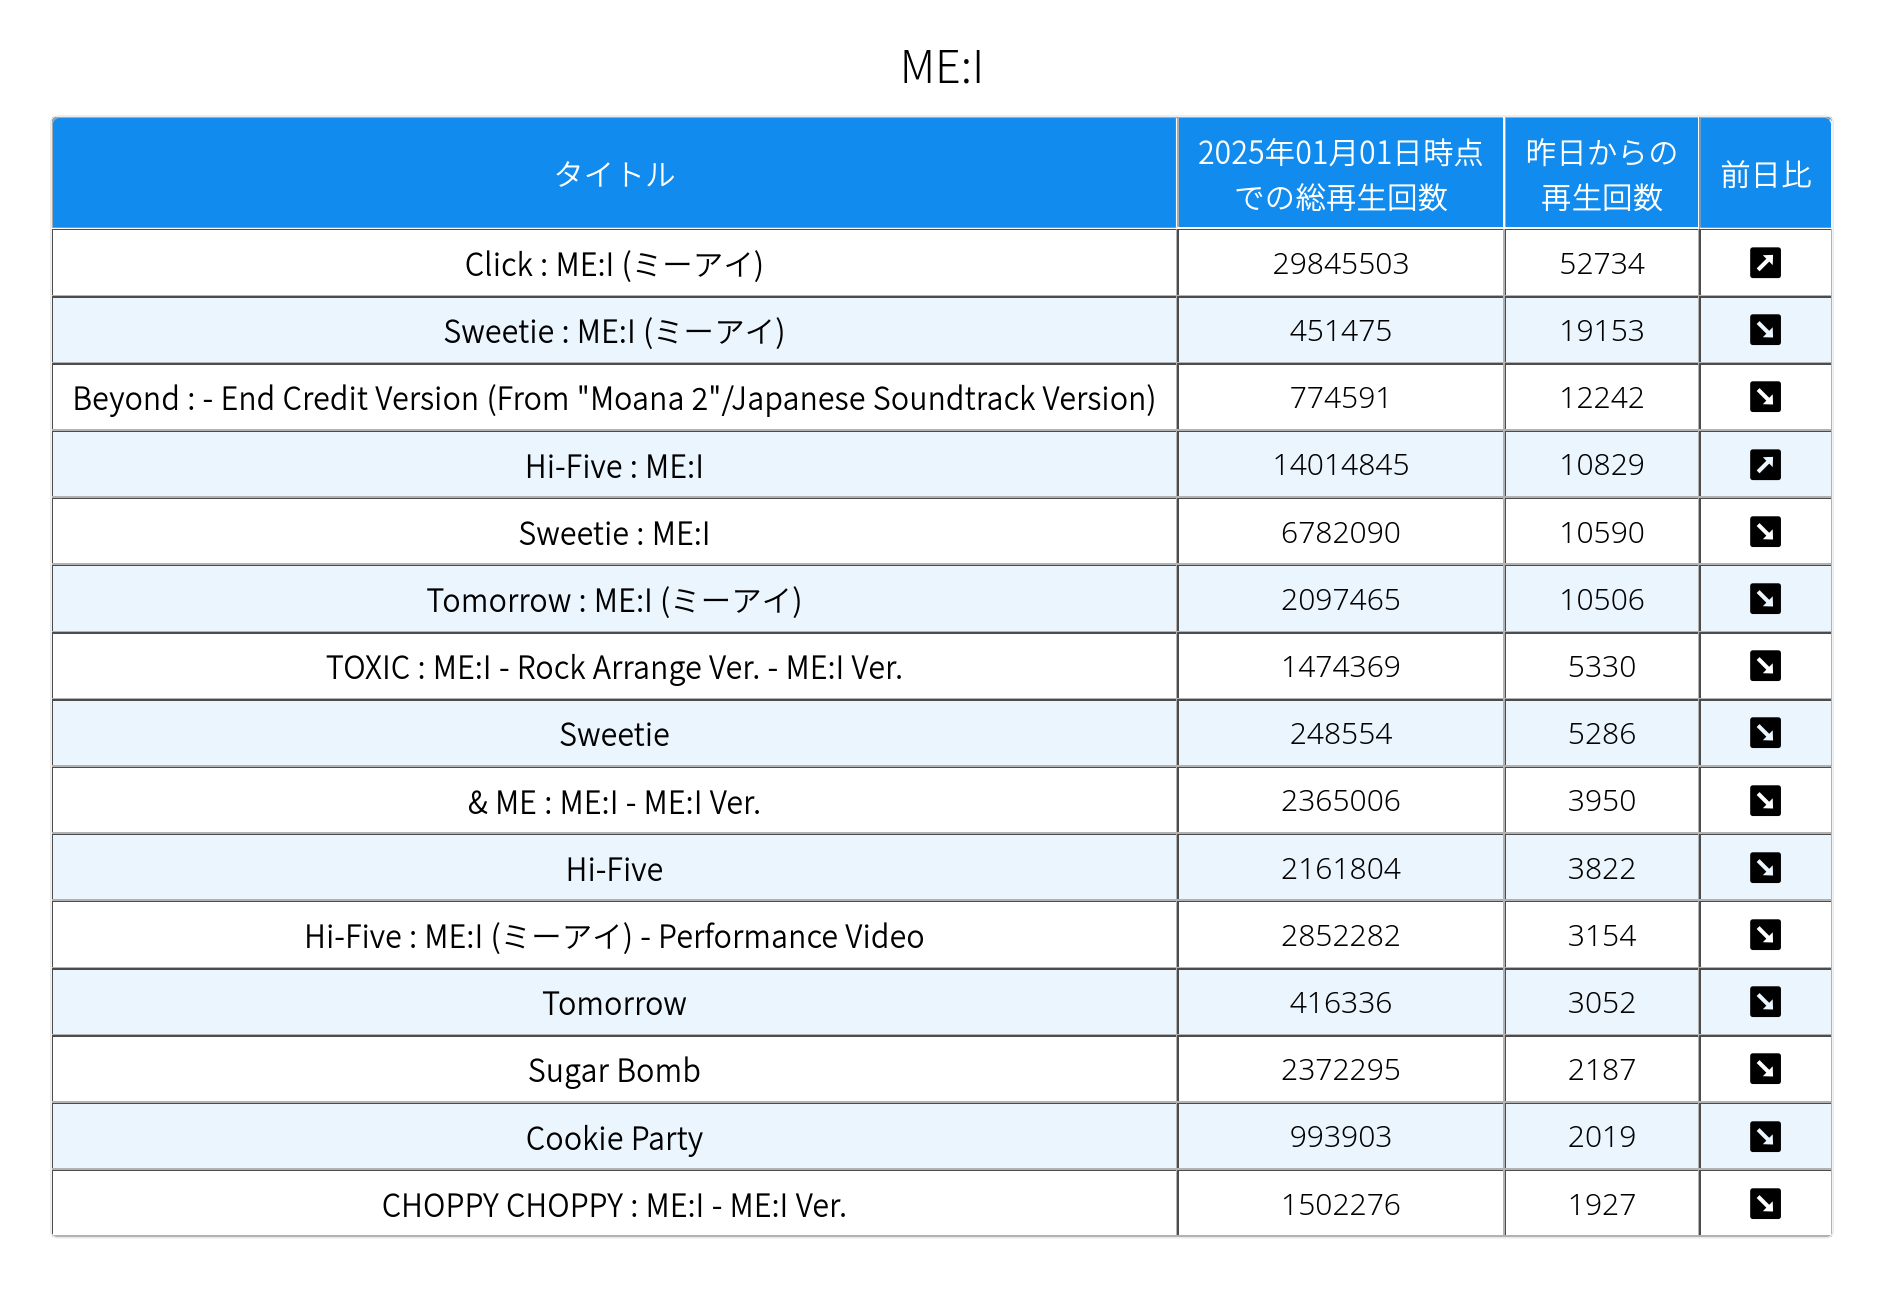 ME:I
タイトル 2025年01月01日時点での総再生回数 昨日からの再生回数 前日比
Click : ME:I (ミーアイ) 29845503 52734 ↗
Sweetie : ME:I (ミーアイ) 451475 19153 ↘
Beyond : - End Credit Version (From "Moana 2"/Japanese Soundtrack Version) 774591 12242 ↘
Hi-Five : ME:I 14014845 10829 ↗
Sweetie : ME:I 6782090 10590 ↘
Tomorrow : ME:I (ミーアイ) 2097465 10506 ↘
TOXIC : ME:I - Rock Arrange Ver. - ME:I Ver. 1474369 5330 ↘
Sweetie 248554 5286 ↘
& ME : ME:I - ME:I Ver. 2365006 3950 ↘
Hi-Five 2161804 3822 ↘
Hi-Five : ME:I (ミーアイ) - Performance Video 2852282 3154 ↘
Tomorrow 416336 3052 ↘
Sugar Bomb 2372295 2187 ↘
Cookie Party 993903 2019 ↘
CHOPPY CHOPPY : ME:I - ME:I Ver. 1502276 1927 ↘